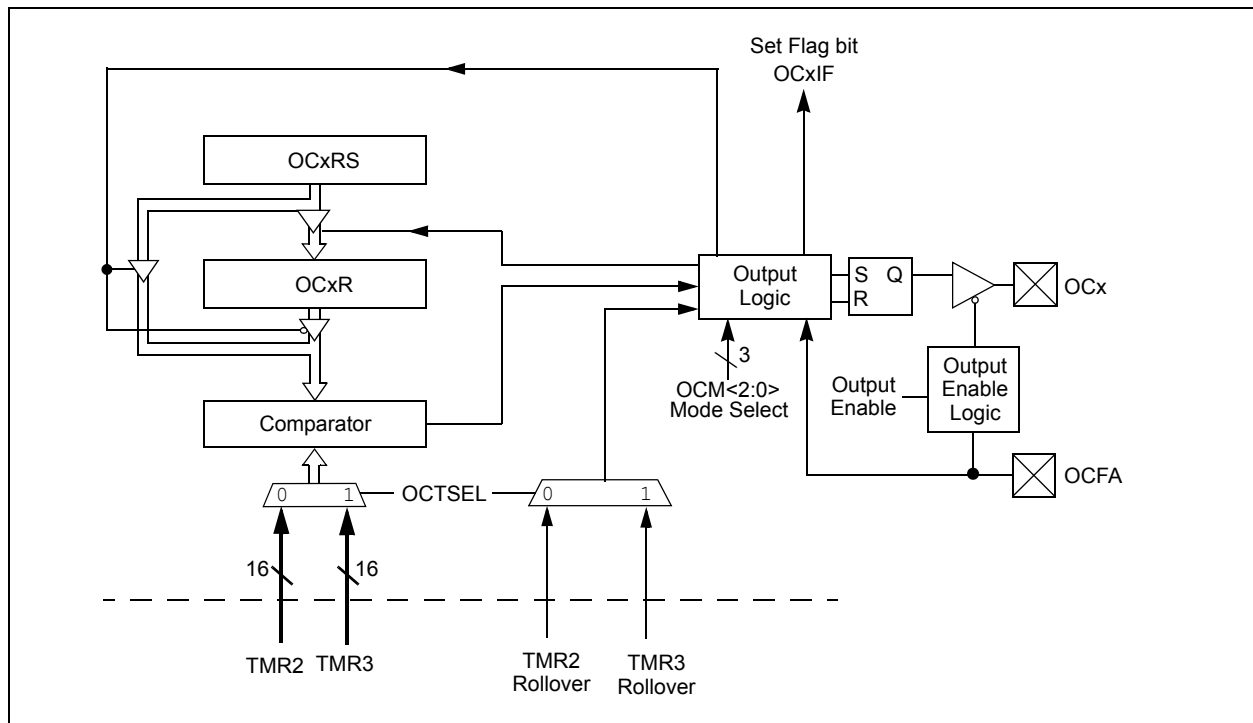 Set Flag bit
OCxIF
OCxRS
OCxR
Output
Logic
S Q
R
OCx
3
OCM<2:0>
Mode Select
Output
Enable
Output
Enable
Logic
Comparator
OCFA
0 1
OCTSEL
0 1
16
16
TMR2
TMR3
TMR2
Rollover
TMR3
Rollover